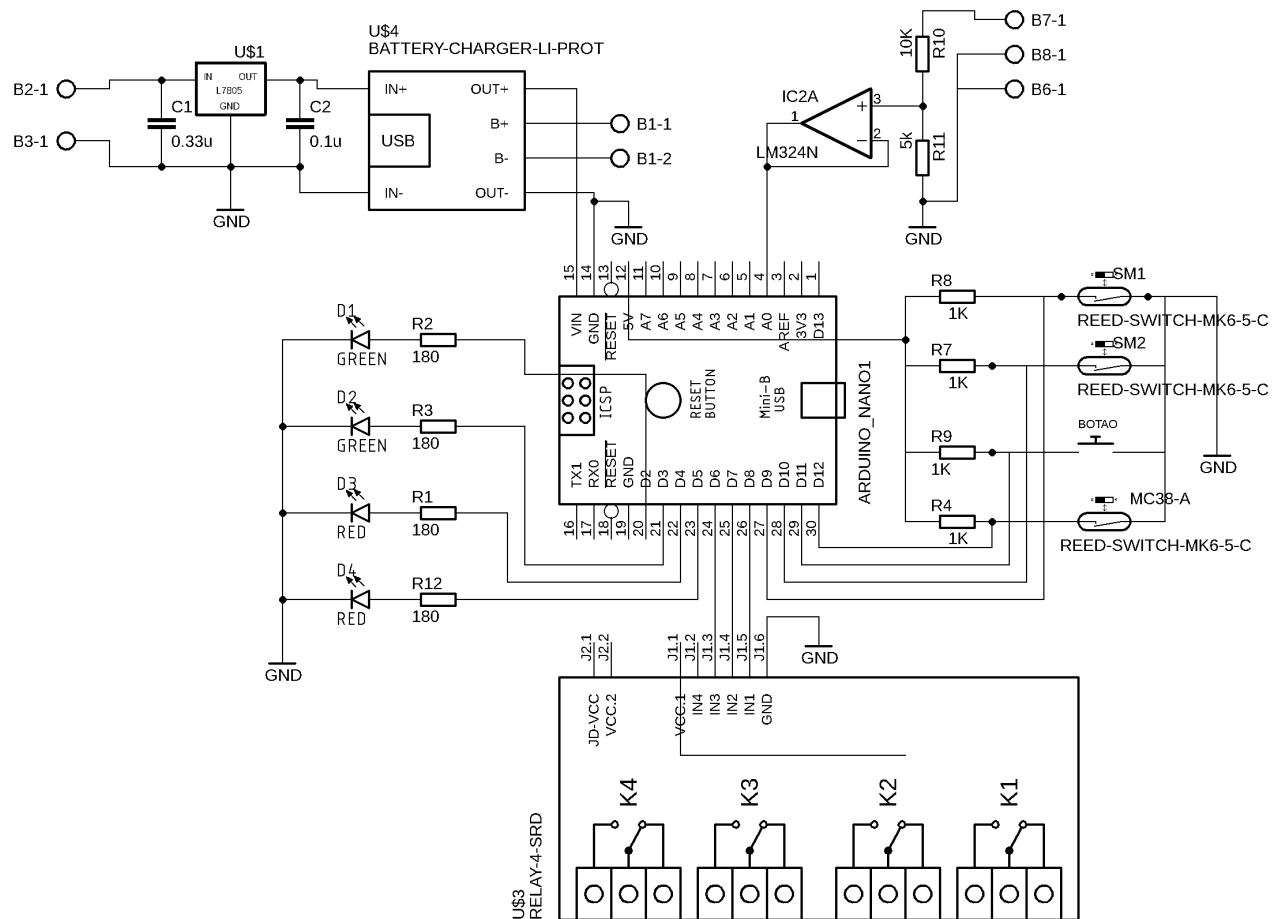 U$4
BATTERY-CHARGER-LI-PROT
B7-1
B8-1
B6-1
10K
R10
5k
R11
IC2A
3
1
2
LM324N
GND
U$1
IN
OUT
L7805
GND
B2-1
B3-1
C1
0.33u
C2
0.1u
GND
IN+
OUT+
USB
B+
B-
IN-
OUT-
B1-1
B1-2
GND
15
14
13
12
11
10
9
8
7
6
5
4
3
2
1
VIN
GND
RESET
5V
A7
A6
A5
A4
A3
A2
A1
A0
AREF
3V3
D13
ICSP
RESET
BUTTON
Mini-B
USB
ARDUINO_NANO1
TX1
RX0
RESET
GND
D2
D3
D4
D5
D6
D7
D8
D9
D10
D11
D12
16
17
18
19
20
21
22
23
24
25
26
27
28
29
30
D1
GREEN
R2
180
D2
GREEN
R3
180
D3
RED
R1
180
D4
RED
R12
180
GND
R8
1K
R7
1K
R9
1K
R4
1K
SM1
REED-SWITCH-MK6-5-C
SM2
REED-SWITCH-MK6-5-C
BOTAO
GND
MC38-A
REED-SWITCH-MK6-5-C
J2.1
J2.2
J1.1
J1.2
J1.3
J1.4
J1.5
J1.6
GND
JD-VCC
VCC.2
VCC.1
IN4
IN3
IN2
IN1
GND
K4
K3
K2
K1
U$3
RELAY-4-SRD